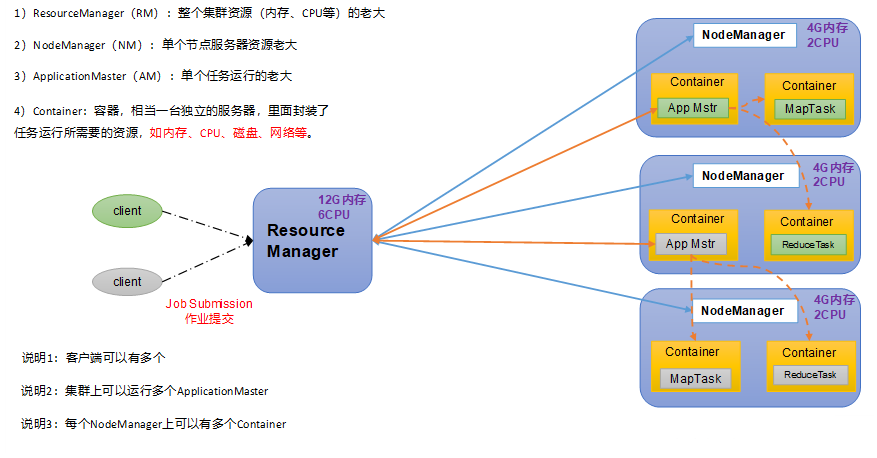 1）ResourceManager（RM）：整个集群资源（内存、CPU等）的老大
2）NodeManager（NM）：单个节点服务器资源老大
3）ApplicationMaster（AM）：单个任务运行的老大
4）Container：容器，相当一台独立的服务器，里面封装了
任务运行所需要的资源，如内存、CPU、磁盘、网络等。
client
client
Job Submission
作业提交
12G内存
6CPU
Resource
Manager
NodeManager
4G内存
2CPU
Container
App Mstr
Container
MapTask
NodeManager
4G内存
2CPU
Container
App Mstr
Container
ReduceTask
NodeManager
4G内存
2CPU
Container
MapTask
Container
ReduceTask
说明1：客户端可以有多个
说明2：集群上可以运行多个ApplicationMaster
说明3：每个NodeManager上可以有多个Container